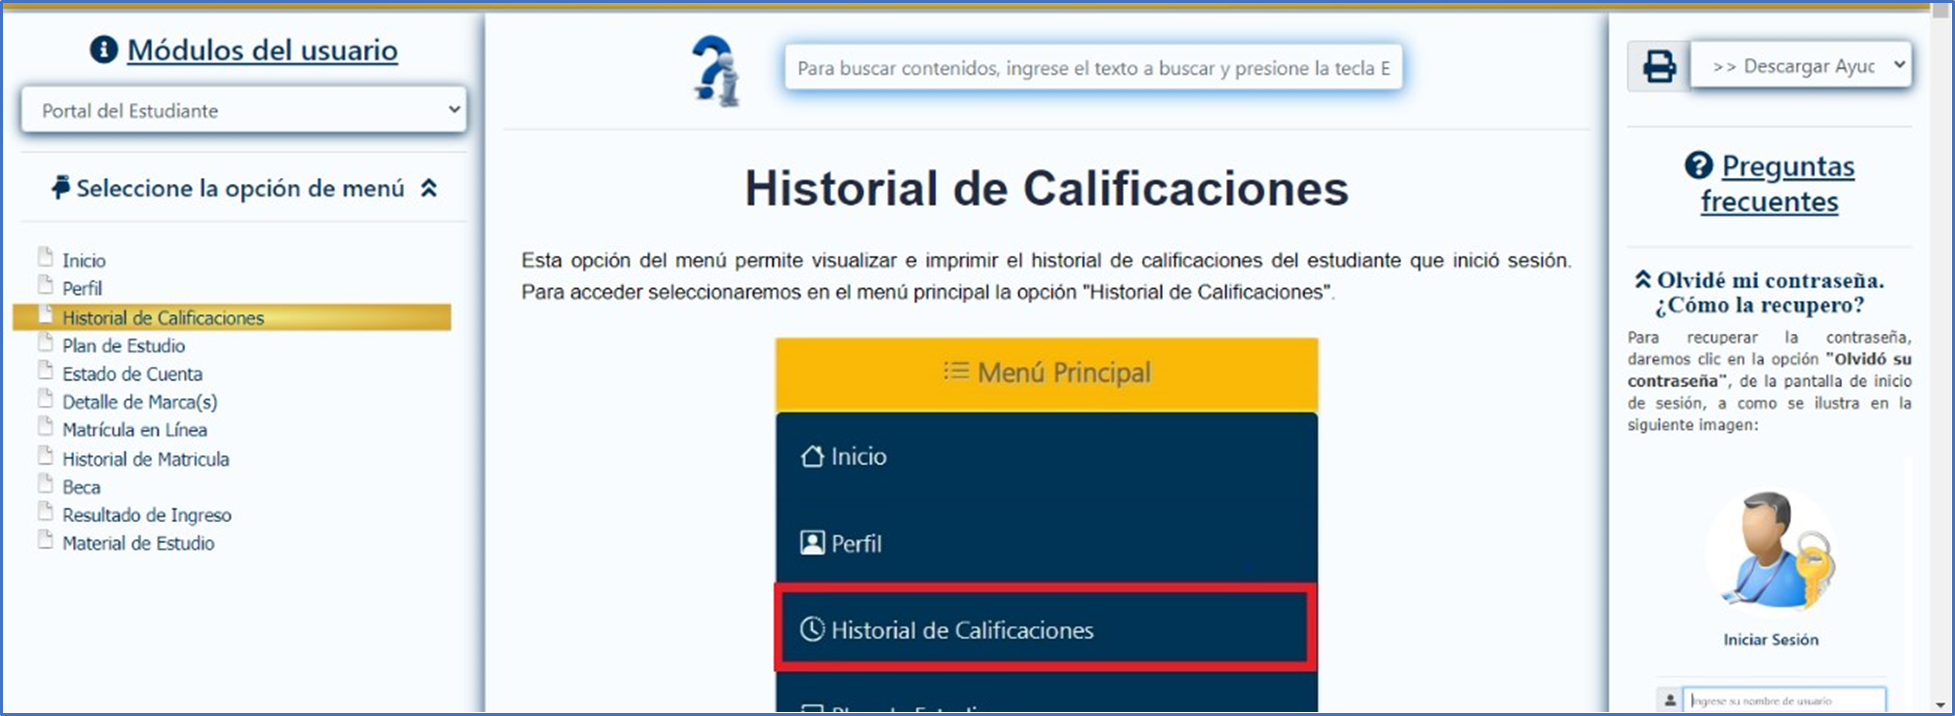 Módulos del usuario
Portal del Estudiante
Seleccione la opción de menú
Inicio
Perfil
Historial de Calificaciones
Plan de Estudio
Estado de Cuenta
Detalle de Marca(s)
Matrícula en Línea
Historial de Matricula
Beca
Resultado de Ingreso
Material de Estudio
Para buscar contenidos, ingrese el texto a buscar y presione la tecla E
Historial de Calificaciones
Esta opción del menú permite visualizar e imprimir el historial de calificaciones del estudiante que inició sesión.
Para acceder seleccionaremos en el menú principal la opción "Historial de Calificaciones".
Menú Principal
Inicio
Perfil
Historial de Calificaciones
>> Descargar Ayuc
Preguntas
frecuentes
Olvidé mi contraseña.
¿Cómo la recupero?
Para recuperar la contraseña,
daremos clic en la opción "Olvidó su
contraseña", de la pantalla de inicio
de sesión, a como se ilustra en la
siguiente imagen:
Iniciar Sesión
Ingrese su nombre de usuario